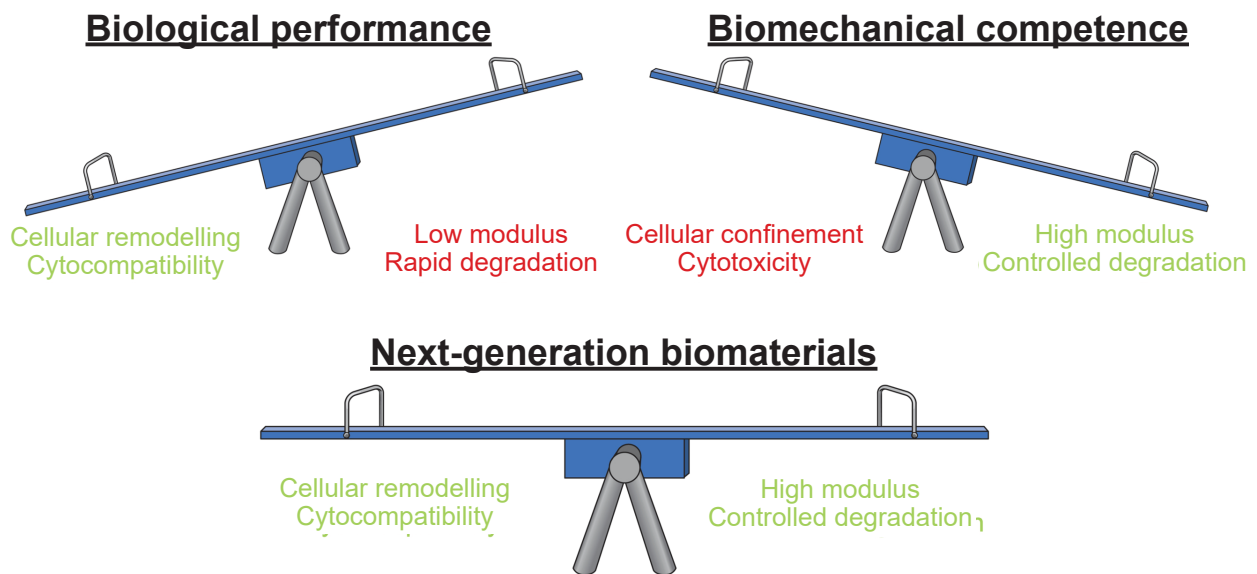 Biological performance
Biomechanical competence
Cellular remodelling
Cytocompatibility
Low modulus
Rapid degradation
Cellular confinement
Cytotoxicity
High modulus
Controlled degradation
Next-generation biomaterials
Cellular remodelling
Cytocompatibility
High modulus
Controlled degradation